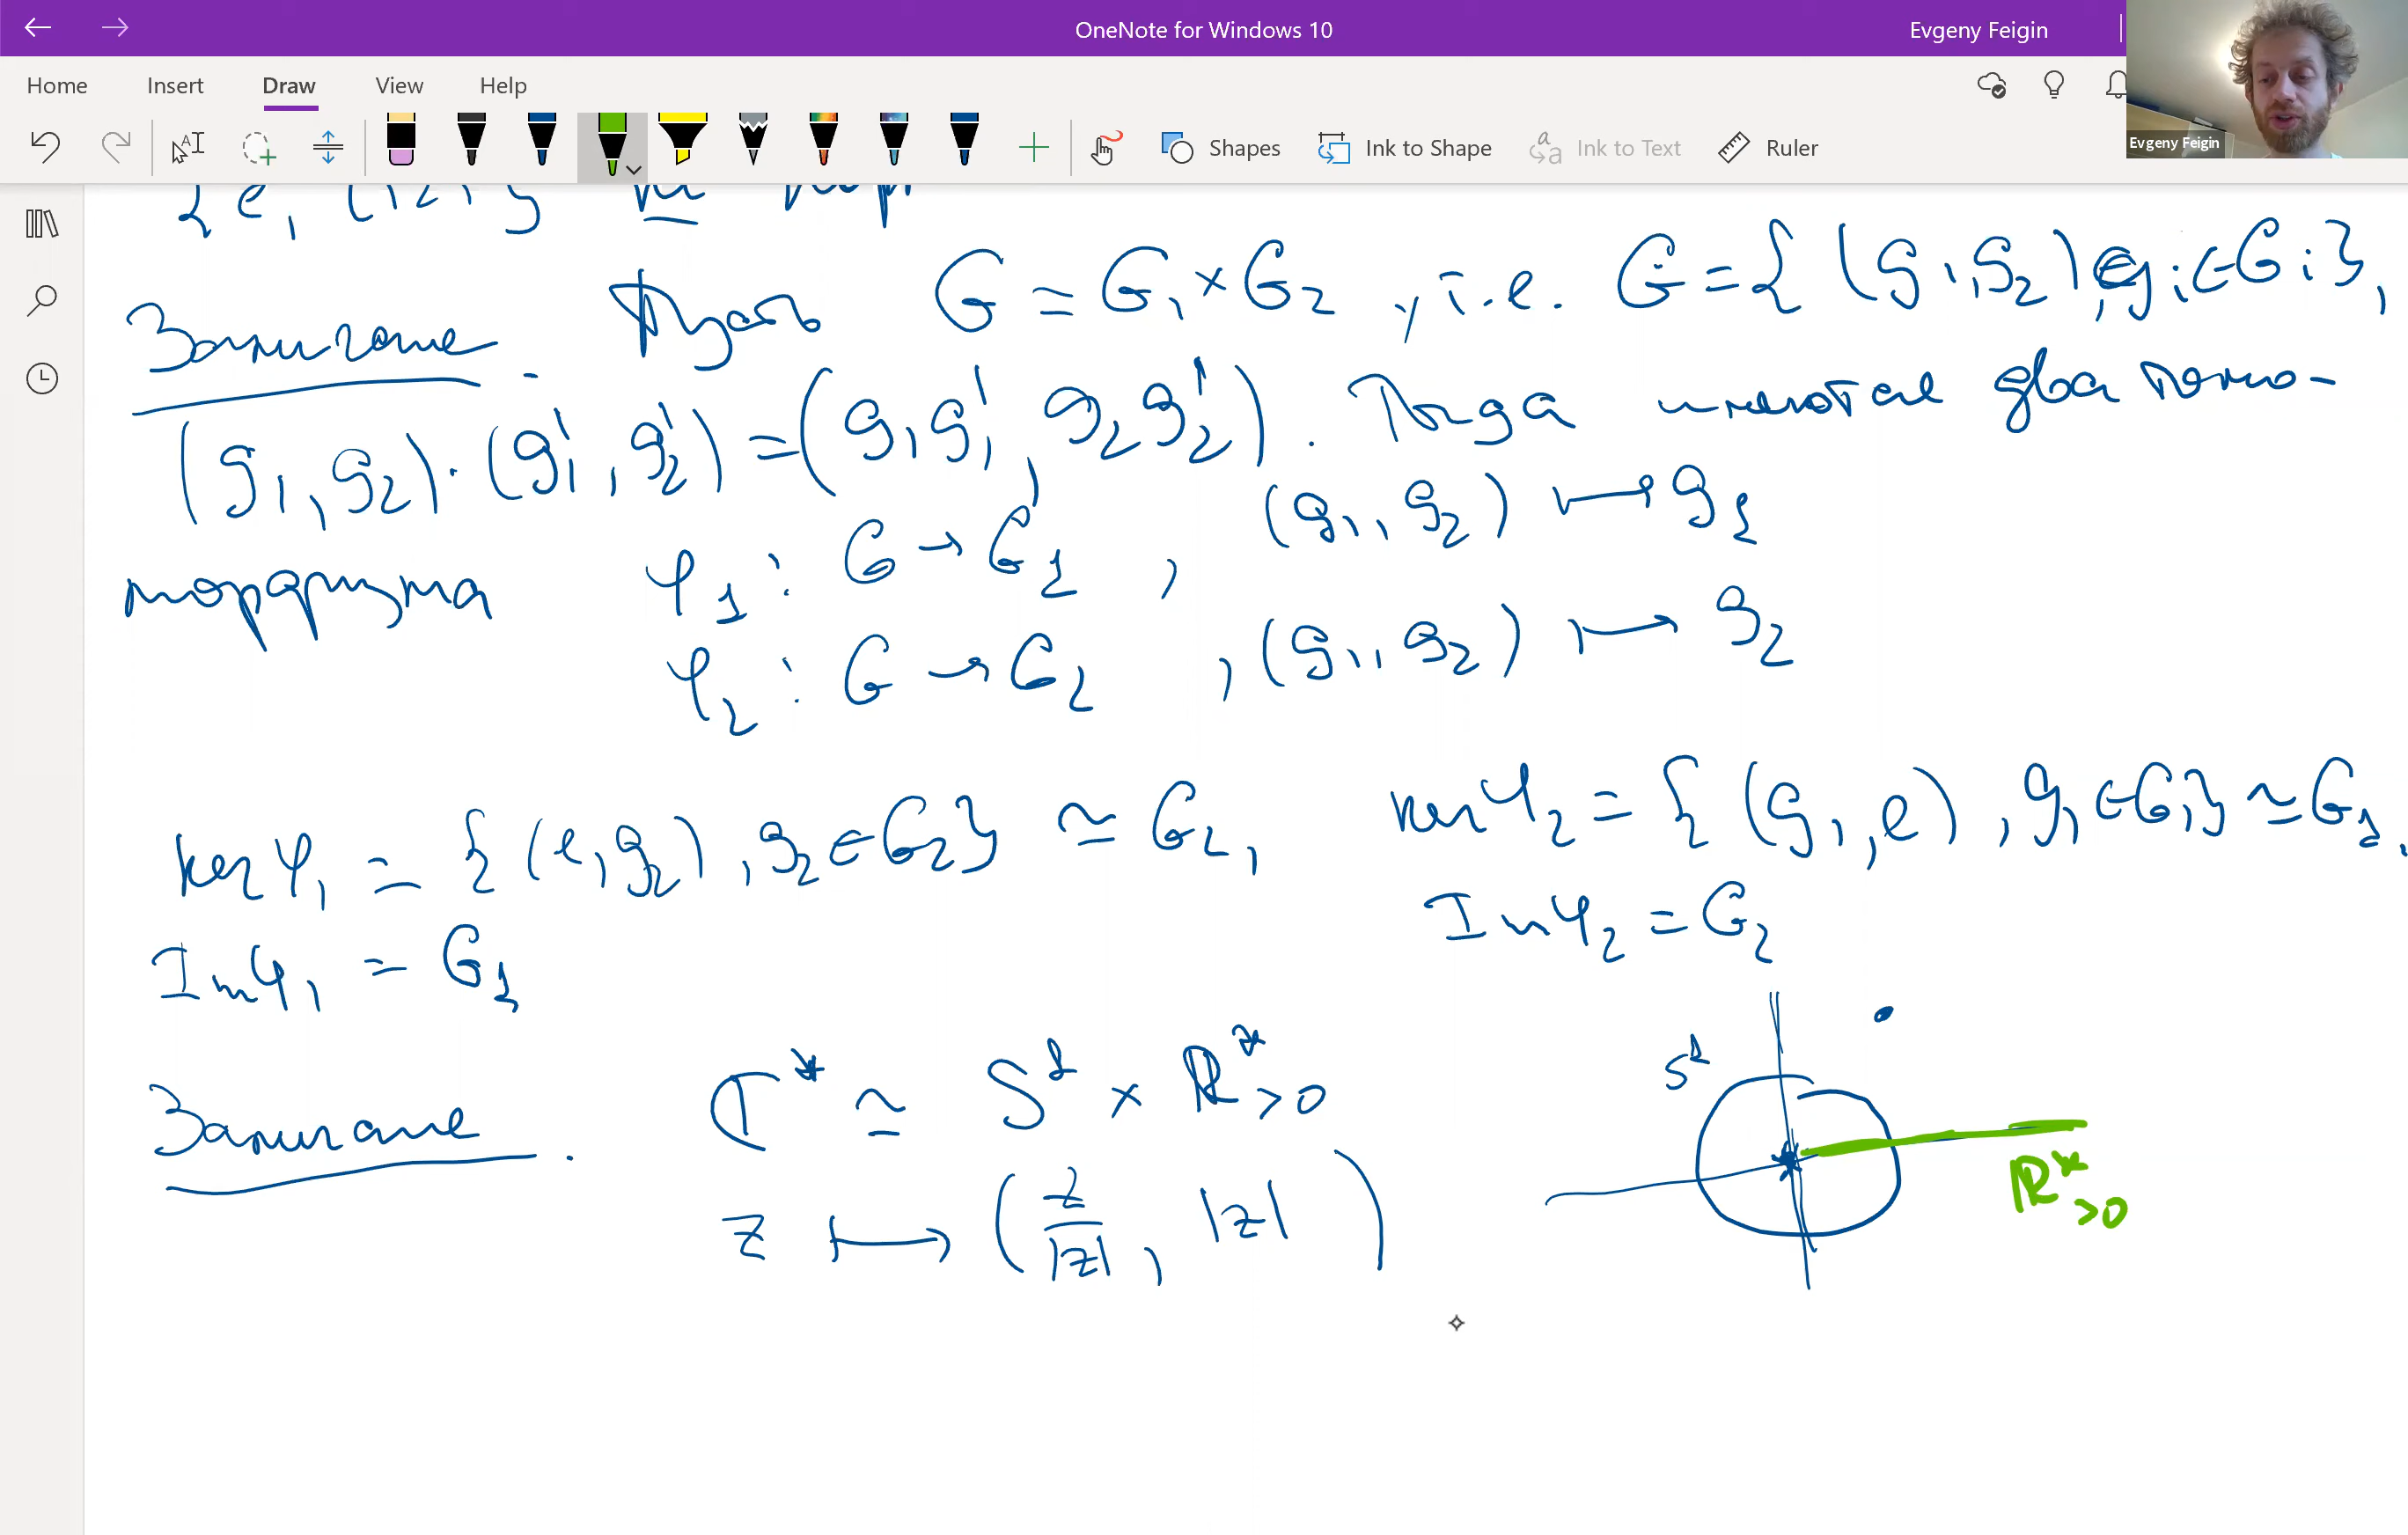 OneNote for Windows 10
Evgeny Feigin
Home Insert Draw View Help
Shapes Ink to Shape Ink to Text Ruler
Evgeny Feigin
Замечание. Пусть G = G₁ × G₂, т.е. G = { (g₁, g₂), gᵢ ∈ Gᵢ },
(g₁, g₂) · (g₁', g₂') = (g₁g₁', g₂g₂'). Тогда имеются два гомо-
морфизма φ₁ : G → G₁, (g₁, g₂) ↦ g₁
φ₂ : G → G₂, (g₁, g₂) ↦ g₂
ker φ₁ = { (e, g₂), g₂ ∈ G₂ } ≃ G₂, ker φ₂ = { (g₁, e), g₁ ∈ G₁ } ≃ G₁.
Im φ₁ = G₁ Im φ₂ = G₂
Замечание. ℂ* ≃ S¹ × ℝ*>0
z ↦ (z/|z|, |z|)
S¹
ℝ*>0